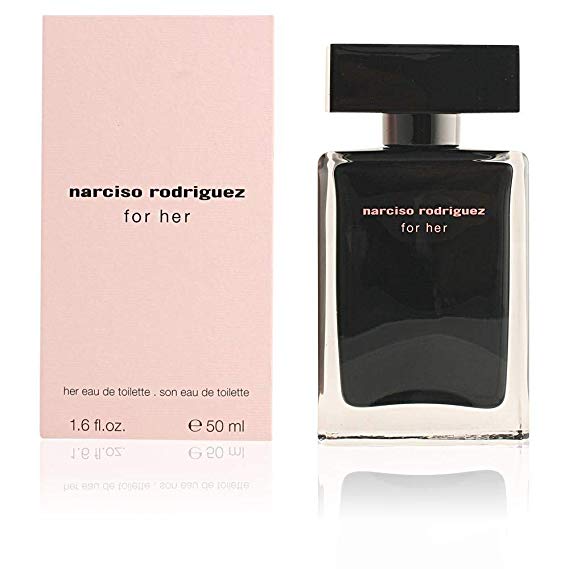 narciso rodriguez
for her
her eau de toilette . son eau de toilette
1.6 fl.oz. ℮ 50 ml
narciso rodriguez
for her